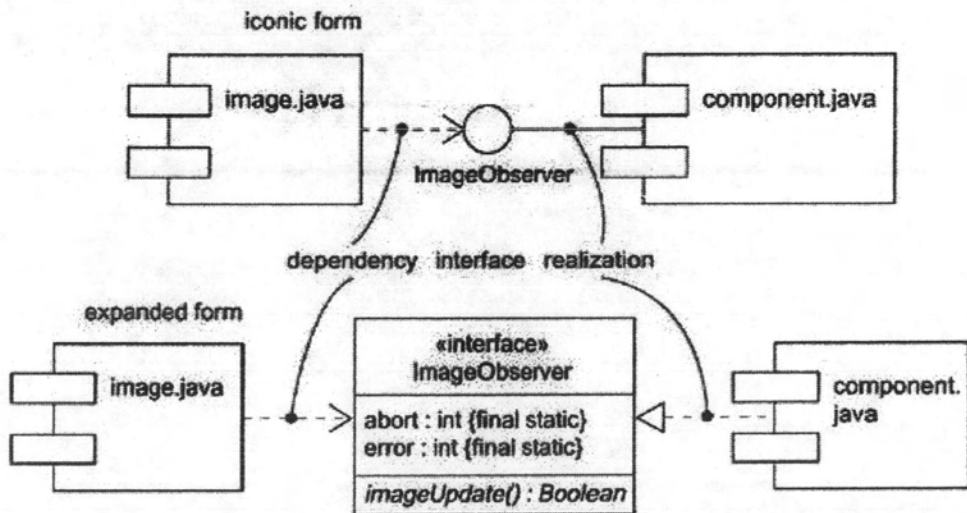 iconic form
image.java
component.java
ImageObserver
dependency interface realization
expanded form
image.java
«interface»
ImageObserver
abort : int {final static}
error : int {final static}
imageUpdate() : Boolean
component.
java